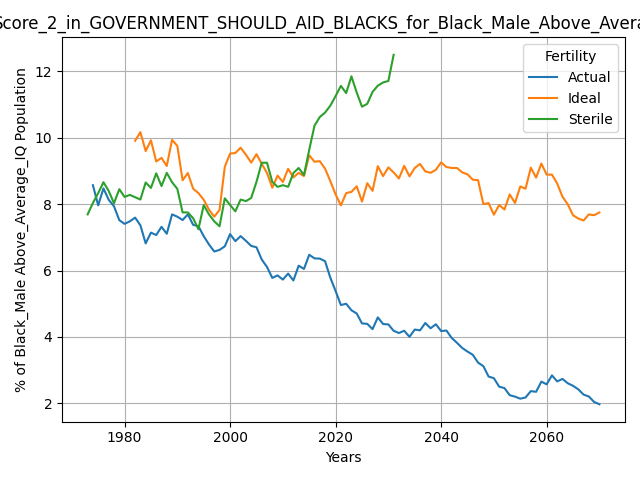 Score_2_in_GOVERNMENT_SHOULD_AID_BLACKS_for_Black_Male_Above_Avera
Fertility
Actual
Ideal
Sterile
% of Black_Male Above_Average_IQ Population
12
10
8
6
4
2
1980 2000 2020 2040 2060
Years